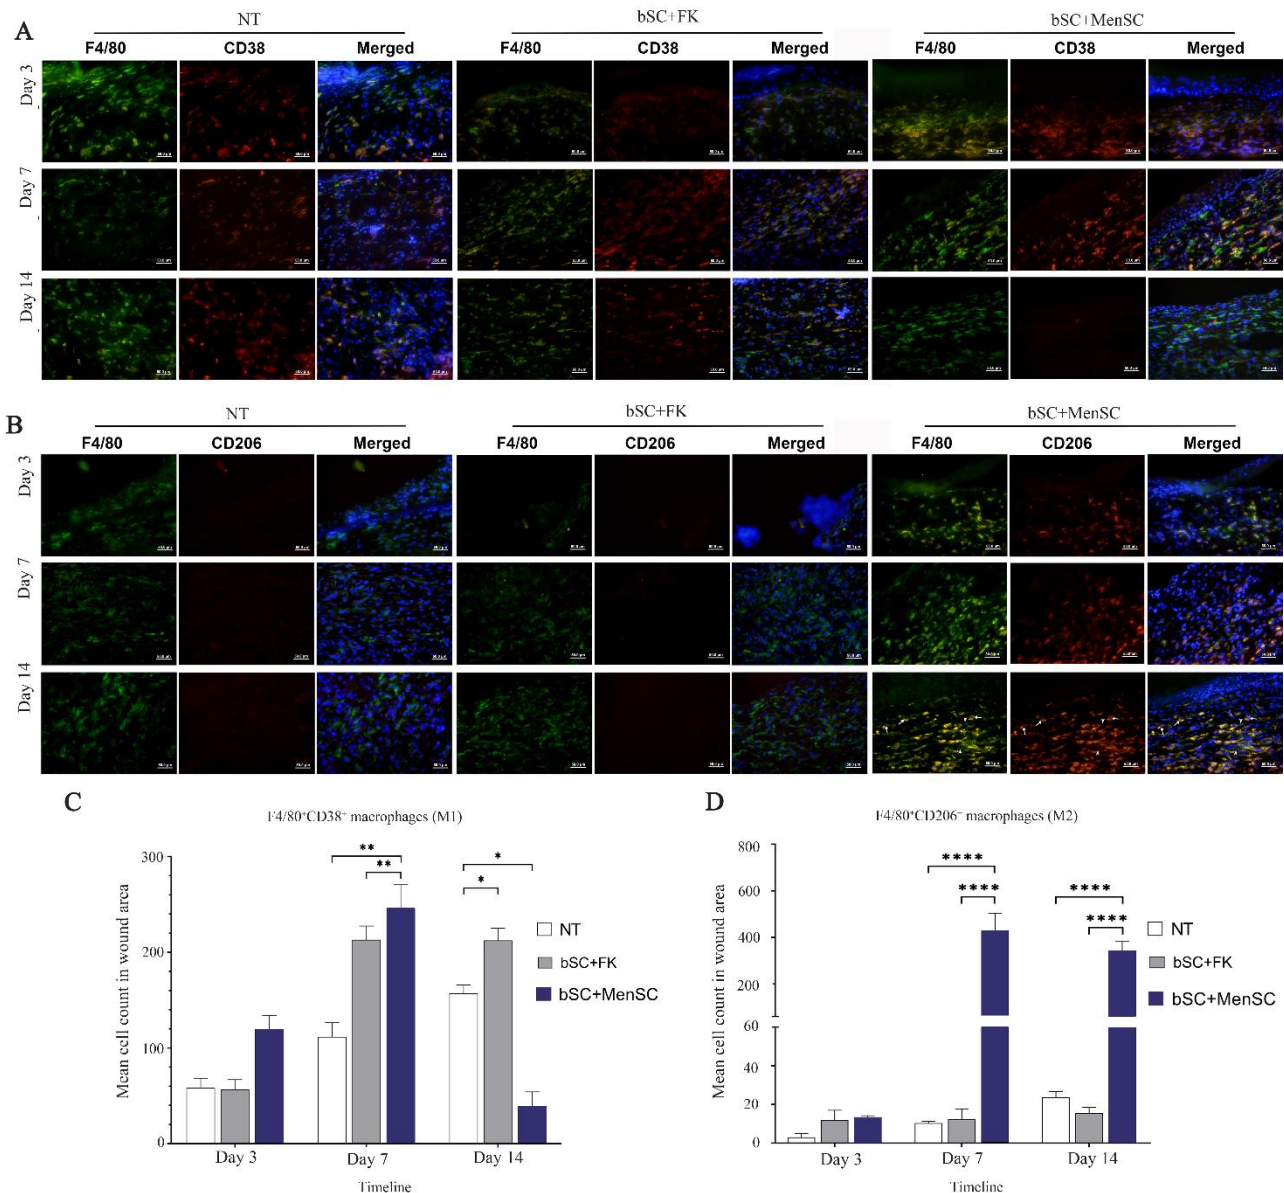 A
NT
bSC+FK
bSC+MenSC
F4/80 CD38 Merged F4/80 CD38 Merged F4/80 CD38 Merged
Day 3
Day 7
Day 14
B
NT
bSC+FK
bSC+MenSC
F4/80 CD206 Merged F4/80 CD206 Merged F4/80 CD206 Merged
Day 3
Day 7
Day 14
C
F4/80⁺CD38⁺ macrophages (M1)
Mean cell count in wound area
300
200
100
0
** ** * *
NT
bSC+FK
bSC+MenSC
Day 3 Day 7 Day 14
Timeline
D
F4/80⁺CD206⁺ macrophages (M2)
Mean cell count in wound area
800
600
400
200
60
40
20
0
**** **** **** ****
NT
bSC+FK
bSC+MenSC
Day 3 Day 7 Day 14
Timeline